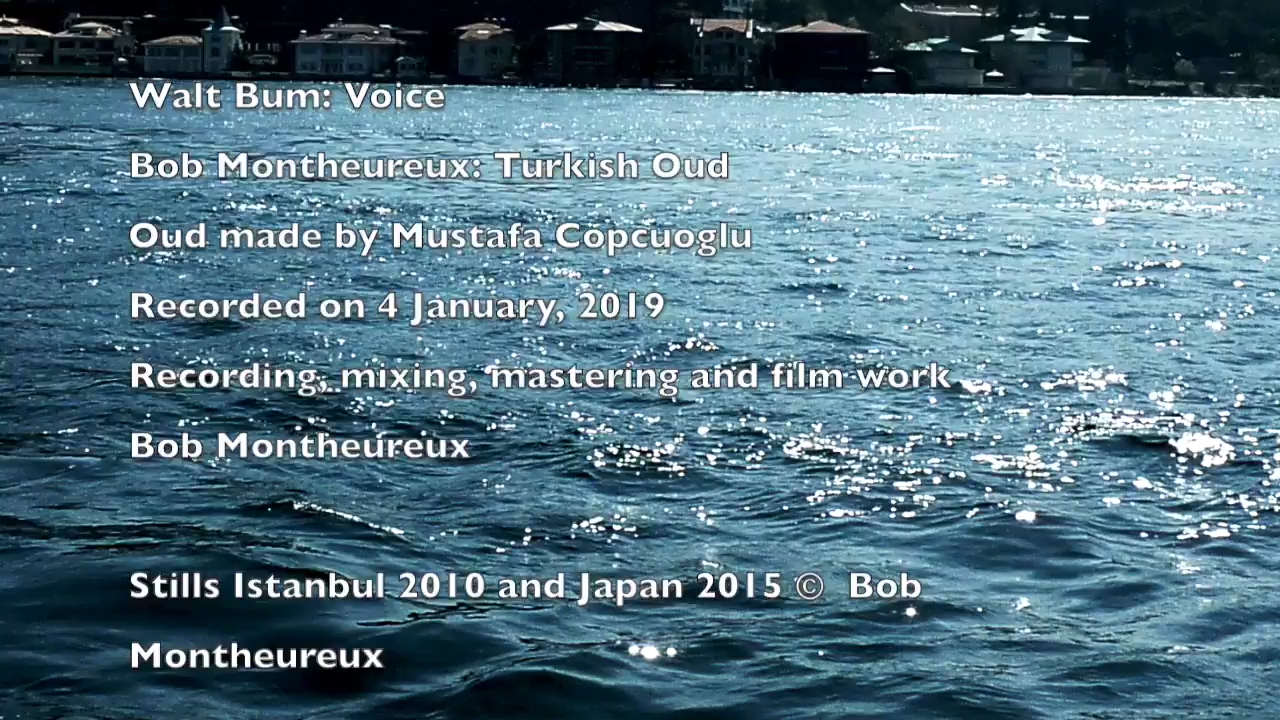 Walt Bum: Voice
Bob Montheureux: Turkish Oud
Oud made by Mustafa Copcuoglu
Recorded on 4 January, 2019
Recording, mixing, mastering and film work
Bob Montheureux
Stills Istanbul 2010 and Japan 2015 © Bob
Montheureux